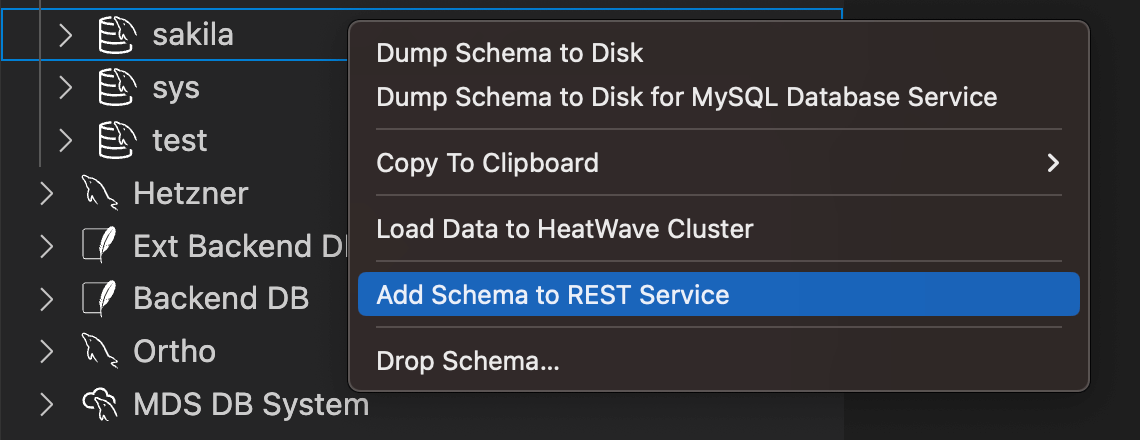 sakila
sys
test
Hetzner
Ext Backend D
Backend DB
Ortho
MDS DB System
Dump Schema to Disk
Dump Schema to Disk for MySQL Database Service
Copy To Clipboard
Load Data to HeatWave Cluster
Add Schema to REST Service
Drop Schema...